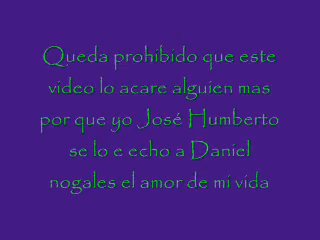 Queda prohibido que este
video lo acare alguien mas
por que yo José Humberto
se lo e echo a Daniel
nogales el amor de mi vida